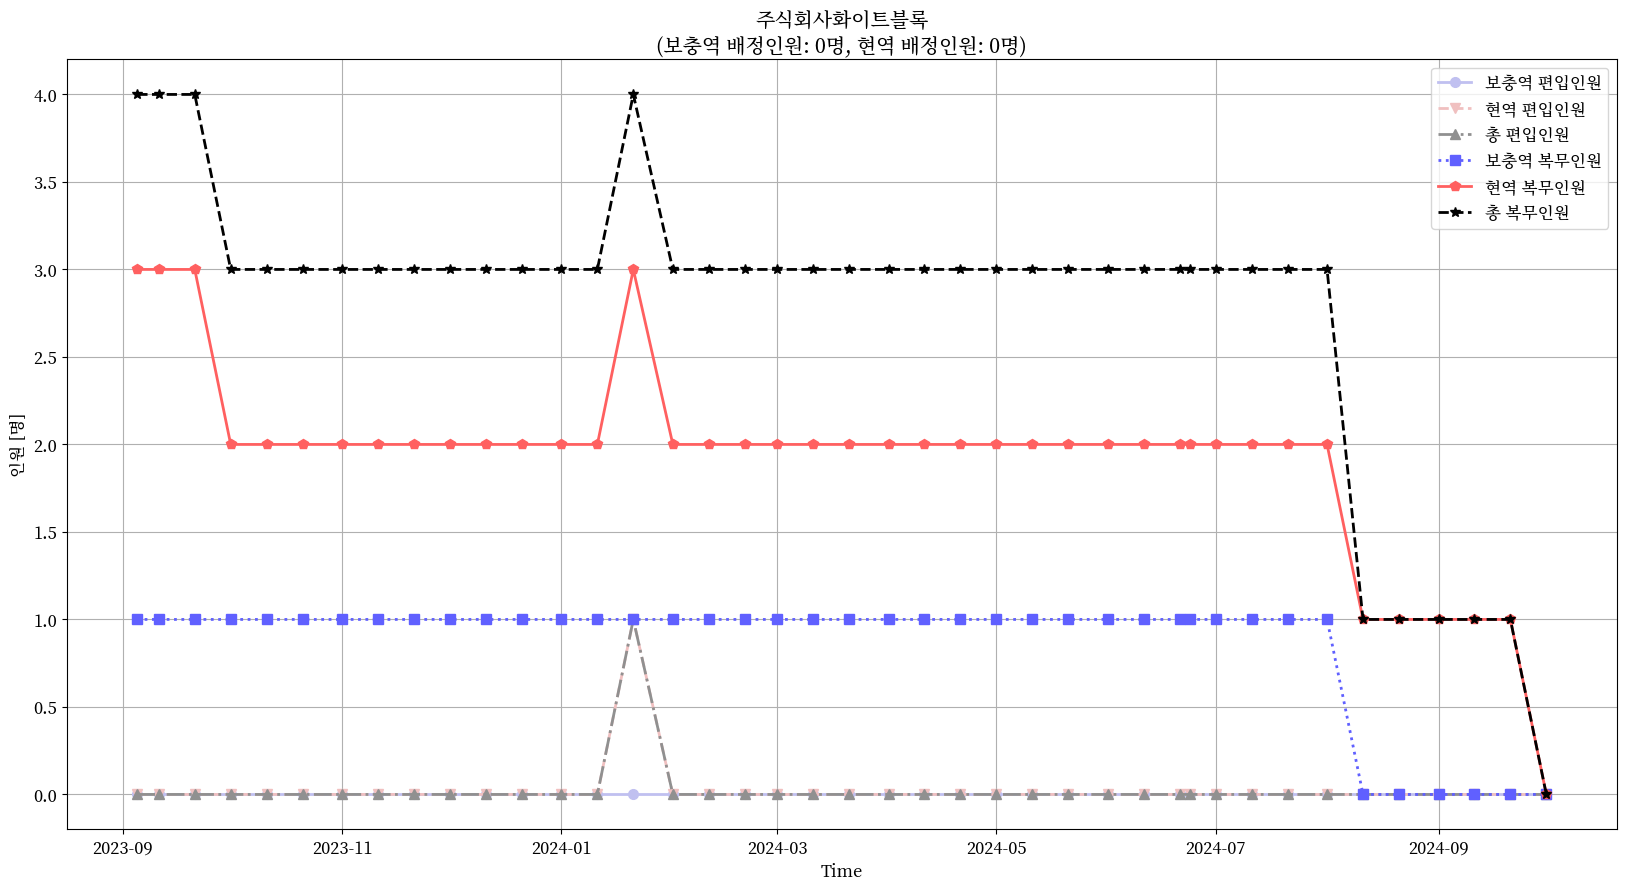 주식회사화이트블록
(보충역 배정인원: 0명, 현역 배정인원: 0명)
보충역 편입인원
현역 편입인원
총 편입인원
보충역 복무인원
현역 복무인원
총 복무인원
인원 [명]
4.0
3.5
3.0
2.5
2.0
1.5
1.0
0.5
0.0
2023-09
2023-11
2024-01
2024-03
2024-05
2024-07
2024-09
Time